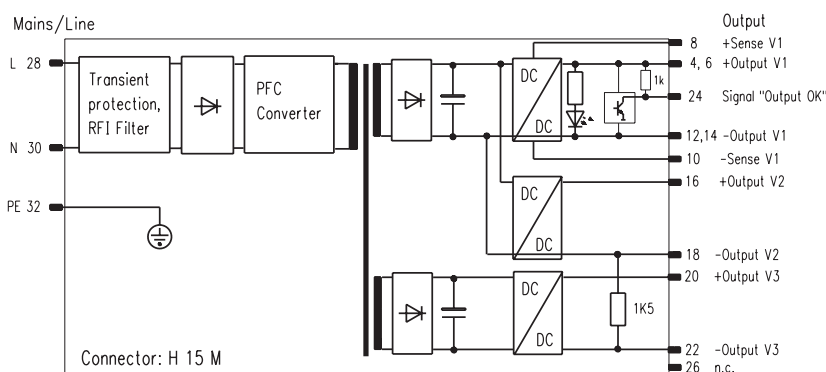 Mains/Line
Output
8 +Sense V1
L 28
4, 6 +Output V1
Transient
protection,
RFI Filter
PFC
Converter
DC
DC
1k
24 Signal "Output OK"
N 30
12,14 -Output V1
10 -Sense V1
16 +Output V2
PE 32
DC
DC
18 -Output V2
20 +Output V3
DC
DC
1K5
22 -Output V3
Connector: H 15 M
26 n.c.